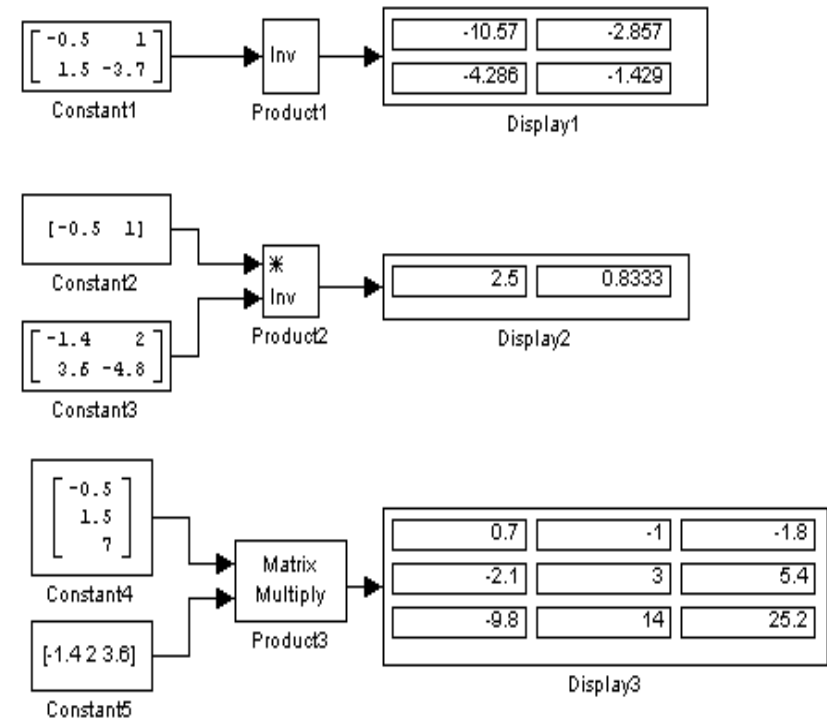 -0.5 1
1.5 -3.7
Constant1
Inv
Product1
-10.57 -2.857
-4.286 -1.429
Display1
[-0.5 1]
Constant2
-1.4 2
3.6 -4.8
Constant3
*
Inv
Product2
2.5 0.8333
Display2
-0.5
1.5
7
Constant4
[-1.4 2 3.6]
Constant5
Matrix
Multiply
Product3
0.7 -1 -1.8
-2.1 3 5.4
-9.8 14 25.2
Display3